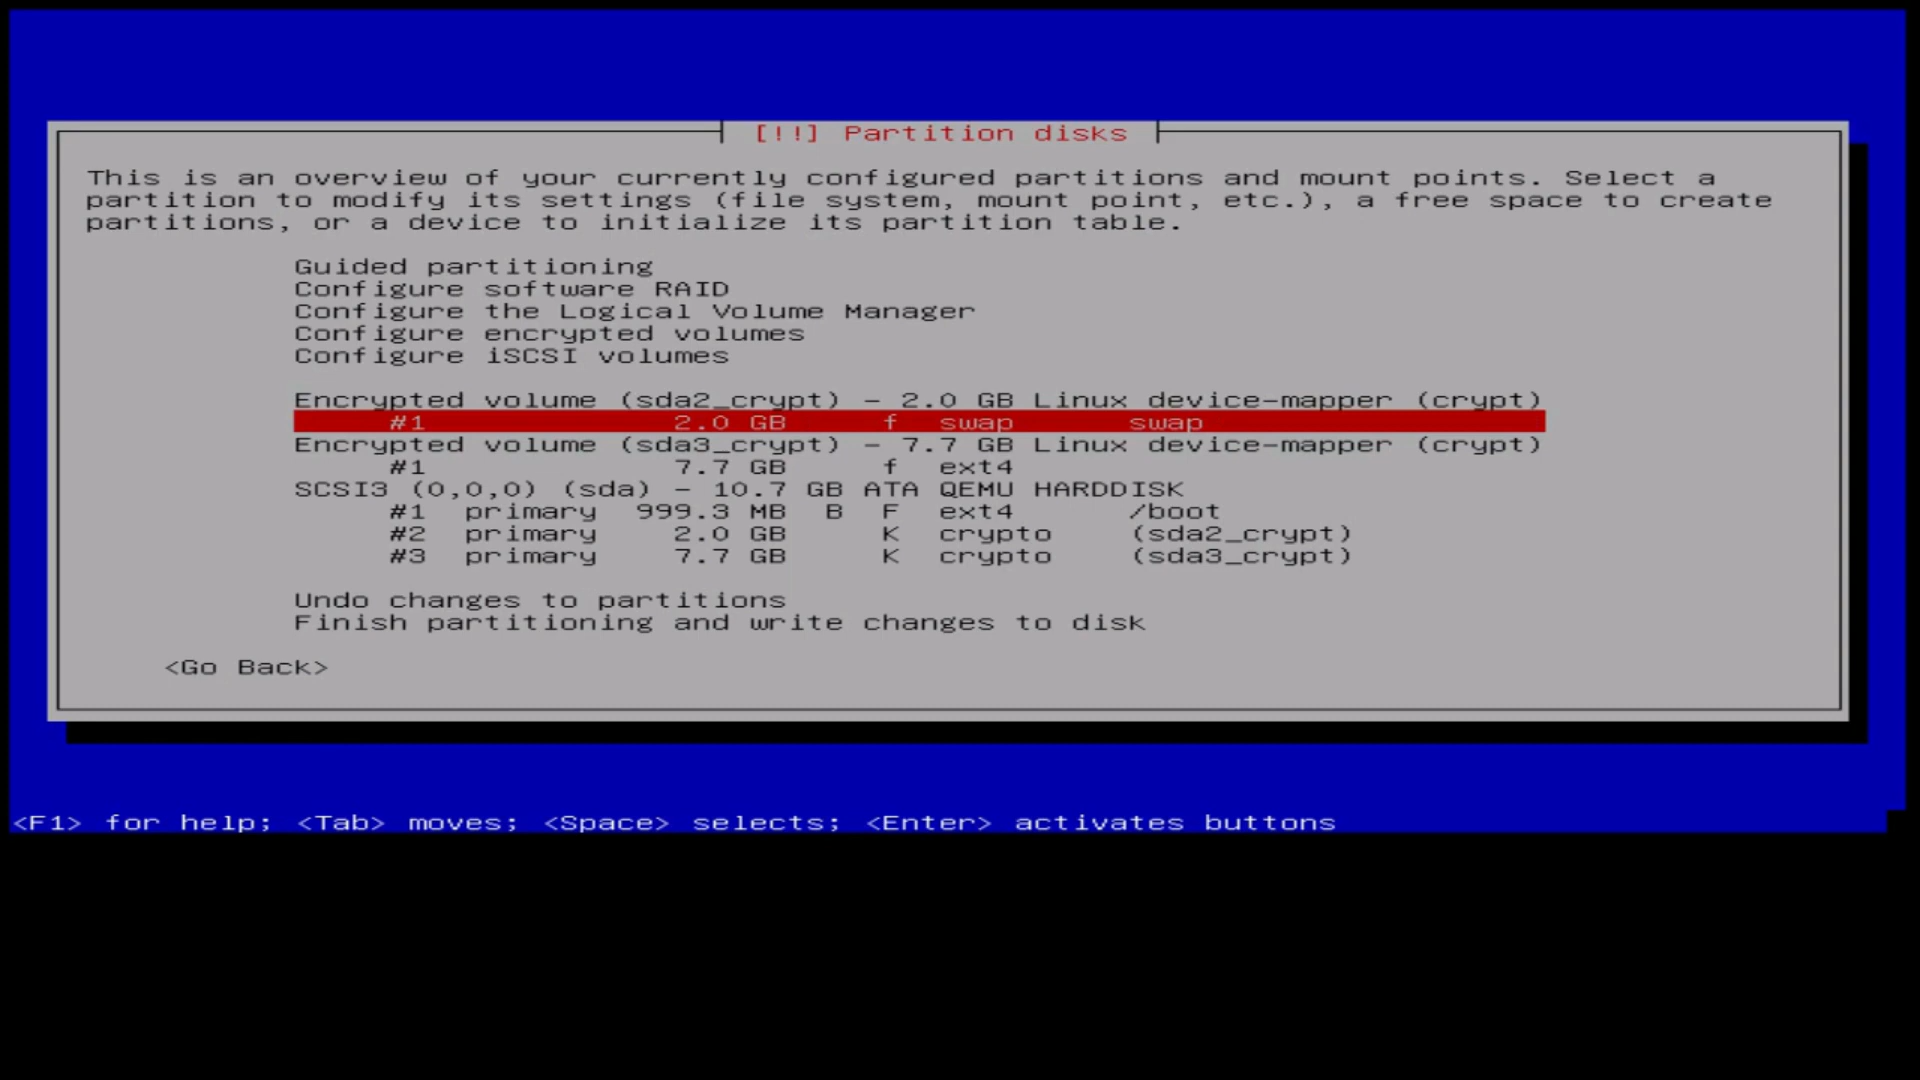 [!!] Partition disks
This is an overview of your currently configured partitions and mount points. Select a
partition to modify its settings (file system, mount point, etc.), a free space to create
partitions, or a device to initialize its partition table.
Guided partitioning
Configure software RAID
Configure the Logical Volume Manager
Configure encrypted volumes
Configure iSCSI volumes
Encrypted volume (sda2_crypt) - 2.0 GB Linux device-mapper (crypt)
#1 2.0 GB f swap swap
Encrypted volume (sda3_crypt) - 7.7 GB Linux device-mapper (crypt)
#1 7.7 GB f ext4
SCSI3 (0,0,0) (sda) - 10.7 GB ATA QEMU HARDDISK
#1 primary 999.3 MB B F ext4 /boot
#2 primary 2.0 GB K crypto (sda2_crypt)
#3 primary 7.7 GB K crypto (sda3_crypt)
Undo changes to partitions
Finish partitioning and write changes to disk
<Go Back>
<F1> for help; <Tab> moves; <Space> selects; <Enter> activates buttons